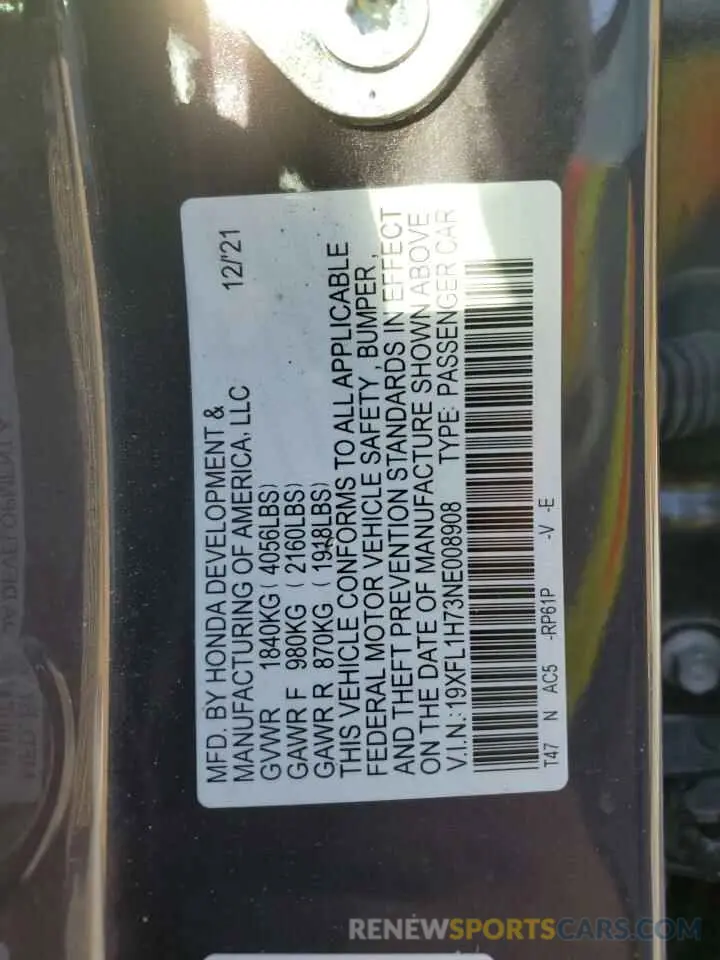 MFD. BY HONDA DEVELOPMENT & 12/'21
MANUFACTURING OF AMERICA, LLC
GVWR 1840KG ( 4056LBS)
GAWR F 980KG ( 2160LBS)
GAWR R 870KG ( 1918LBS)
THIS VEHICLE CONFORMS TO ALL APPLICABLE
FEDERAL MOTOR VEHICLE SAFETY , BUMPER ,
AND THEFT PREVENTION STANDARDS IN EFFECT
ON THE DATE OF MANUFACTURE SHOWN ABOVE
V.I.N.: 19XFL1H73NE008908 TYPE: PASSENGER CAR
T47 N AC5 -RP61P -V -E
RENEWSPORTSCARS.COM